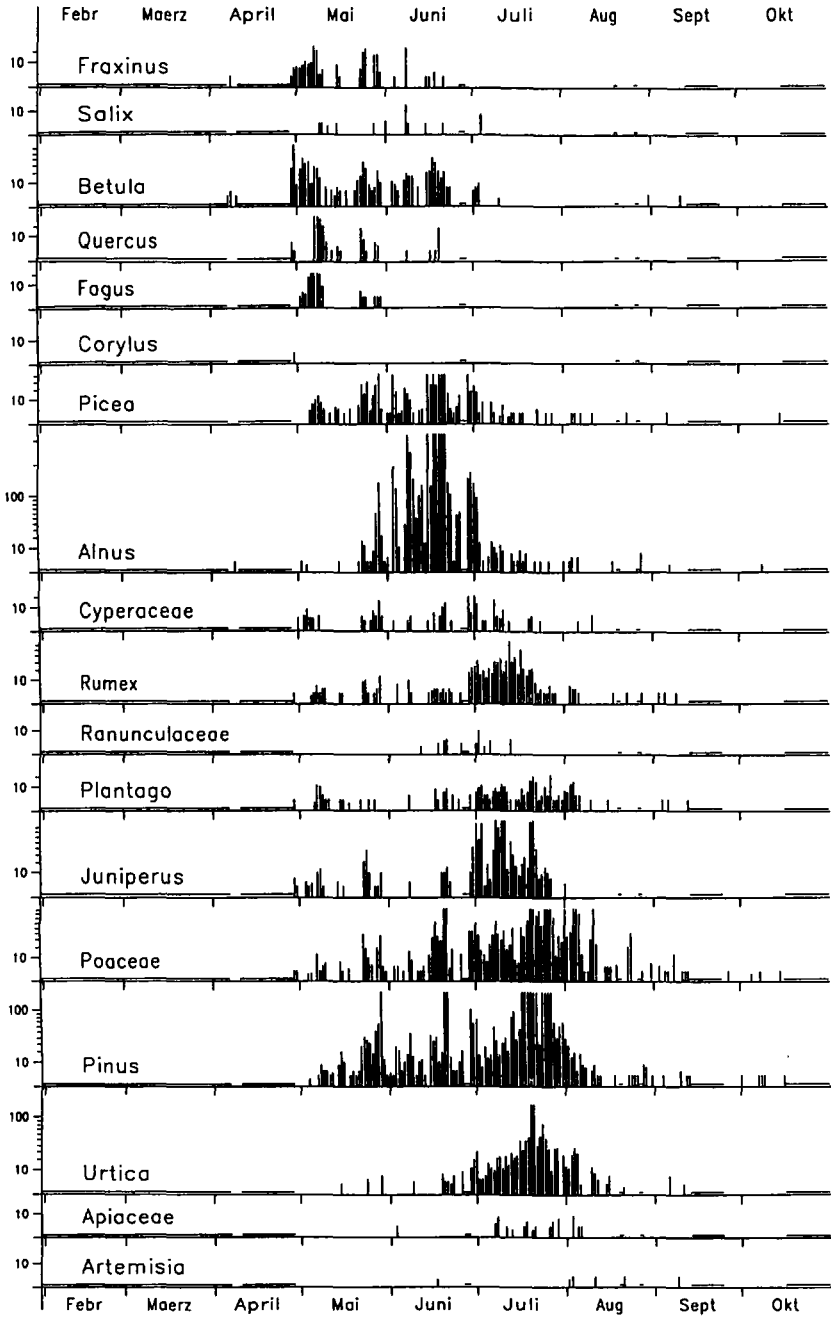 Febr Maerz April Mai Juni Juli Aug Sept Okt
10 Fraxinus
10 Salix
10 Betula
10 Quercus
10 Fagus
10 Corylus
10 Picea
100
10 Alnus
10 Cyperaceae
10 Rumex
10 Ranunculaceae
10 Plantago
10 Juniperus
10 Poaceae
100
10 Pinus
100
10 Urtica
10 Apiaceae
10 Artemisia
Febr Maerz April Mai Juni Juli Aug Sept Okt